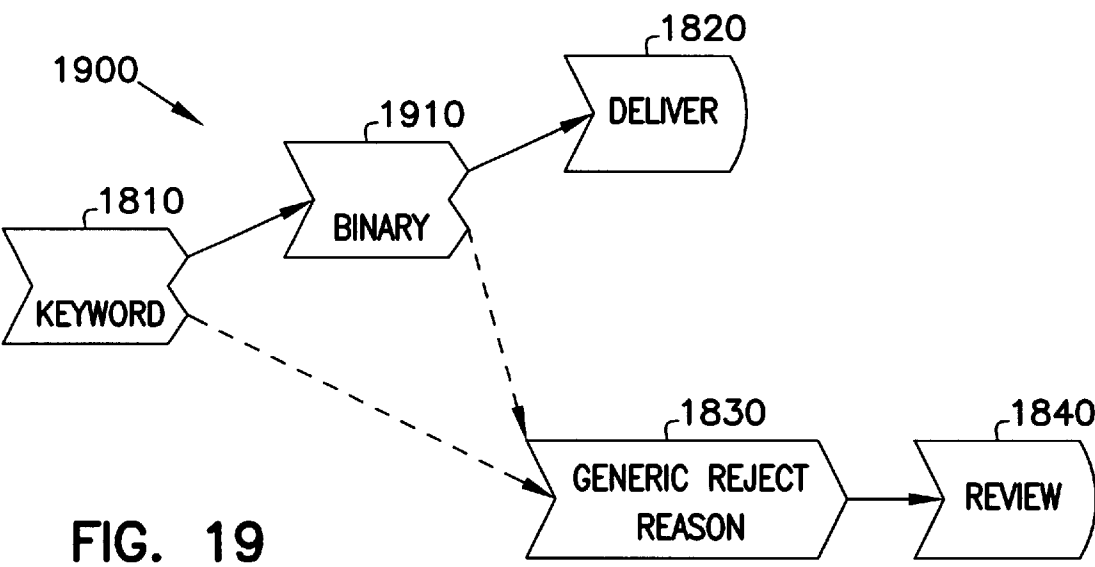 1820
1900
DELIVER
1910
1810
BINARY
KEYWORD
1830
1840
GENERIC REJECT
REASON
REVIEW
FIG. 19